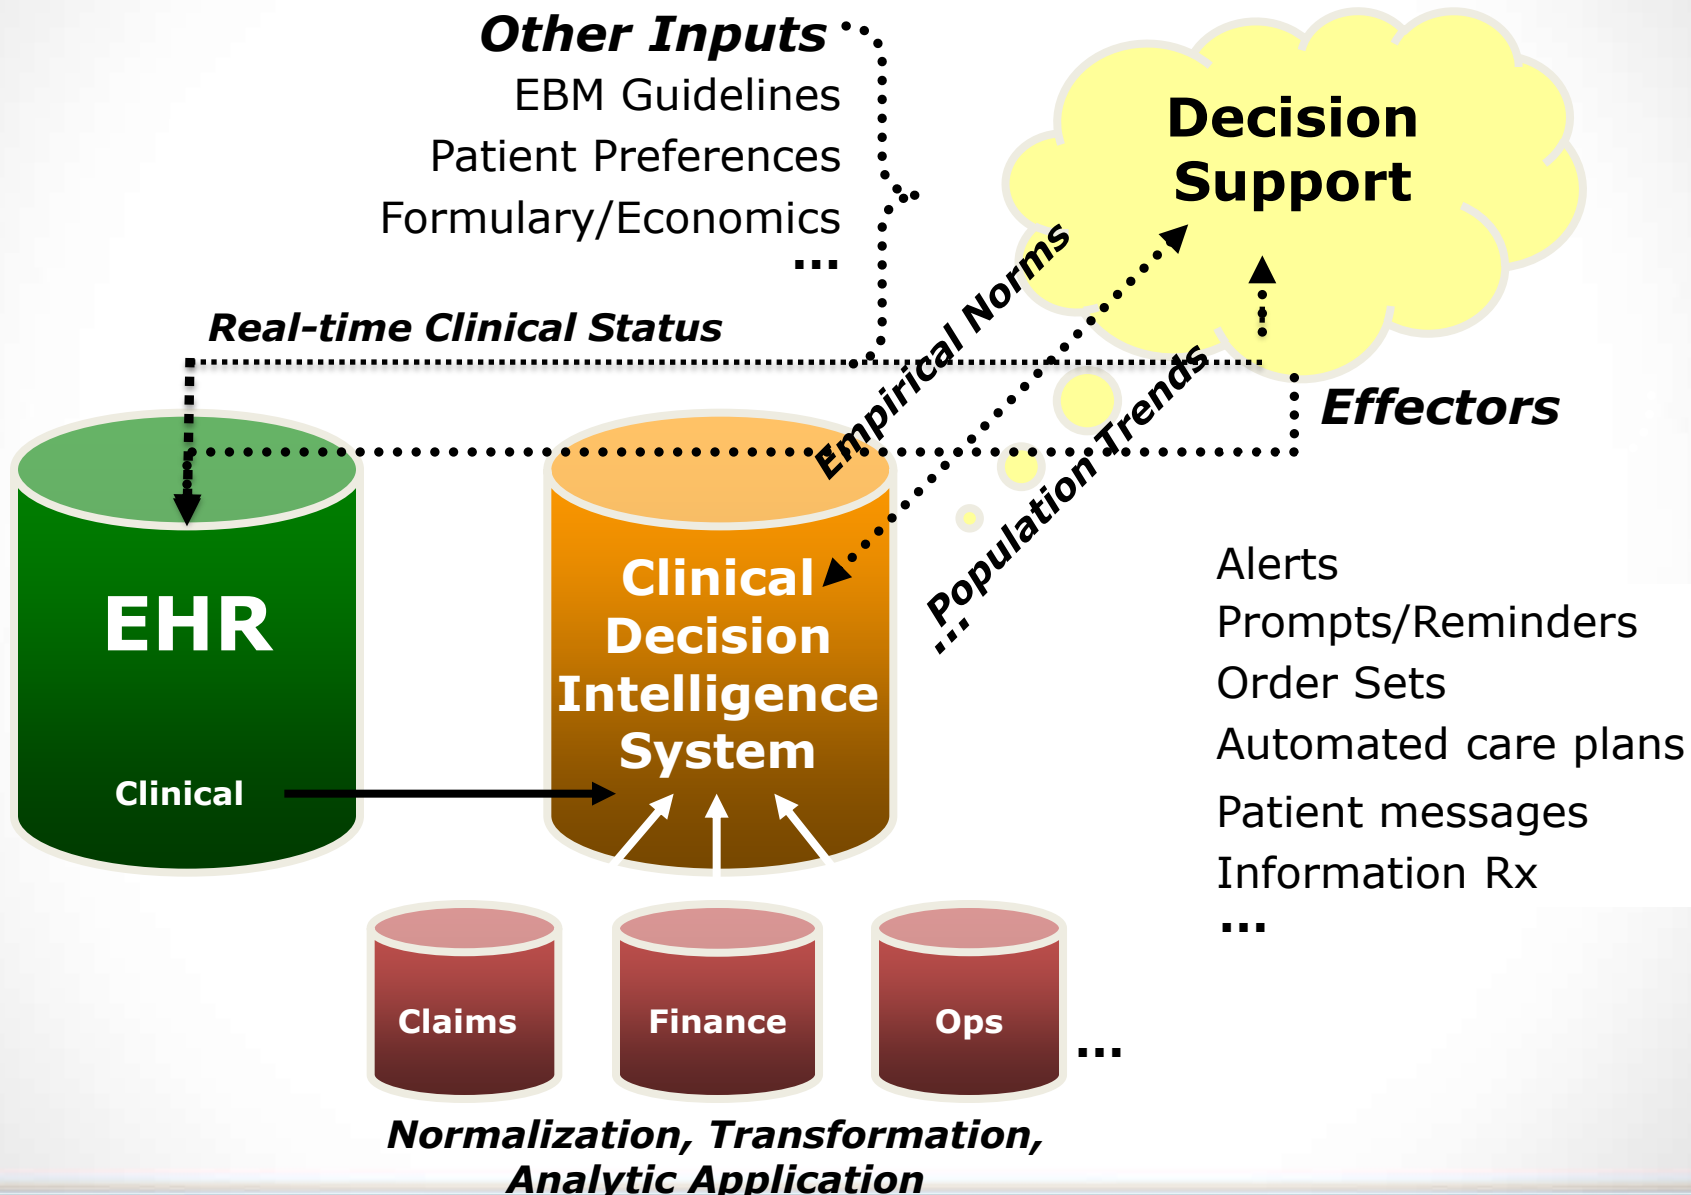 Other Inputs
EBM Guidelines
Patient Preferences
Formulary/Economics
...
Decision
Support
Real-time Clinical Status
Empirical Norms
Population Trends
...
Effectors
EHR
Clinical
Clinical
Decision
Intelligence
System
Alerts
Prompts/Reminders
Order Sets
Automated care plans
Patient messages
Information Rx
...
Claims
Finance
Ops
...
Normalization, Transformation,
Analytic Application